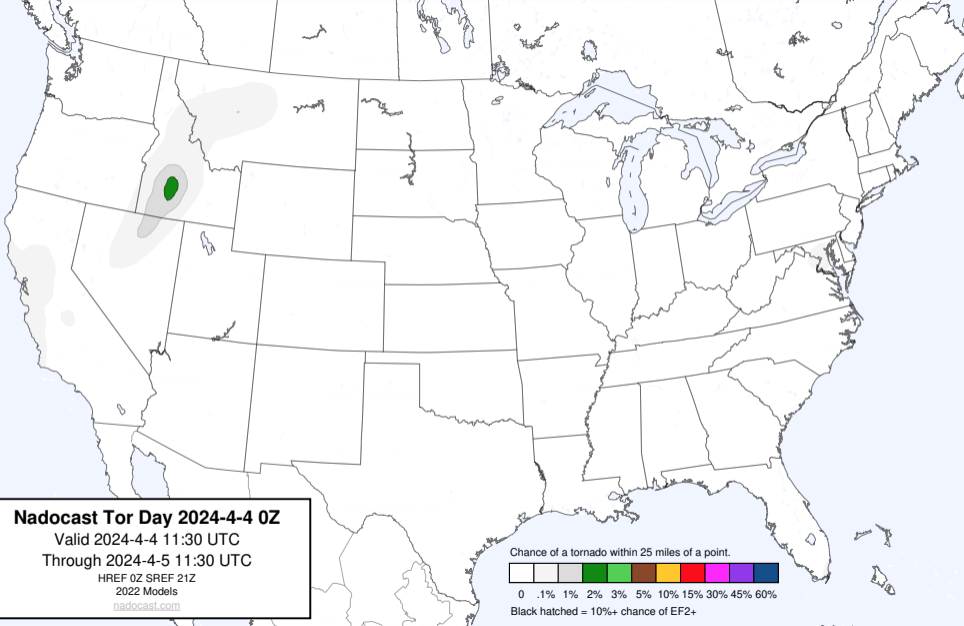 Nadocast Tor Day 2024-4-4 0Z
Valid 2024-4-4 11:30 UTC
Through 2024-4-5 11:30 UTC
HREF 0Z SREF 21Z
2022 Models
nadocast.com
Chance of a tornado within 25 miles of a point.
0 .1% 1% 2% 3% 5% 10% 15% 30% 45% 60%
Black hatched = 10%+ chance of EF2+